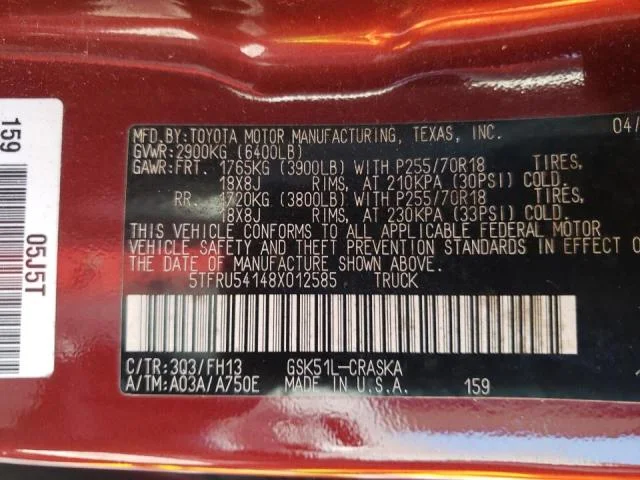 MFD.BY:TOYOTA MOTOR MANUFACTURING, TEXAS, INC. 04/
GVWR:2900KG (6400LB)
GAWR:FRT. 1765KG (3900LB) WITH P255/70R18 TIRES,
18X8J RIMS, AT 210KPA (30PSI) COLD.
RR. 1720KG (3800LB) WITH P255/70R18 TIRES,
18X8J RIMS, AT 230KPA (33PSI) COLD.
THIS VEHICLE CONFORMS TO ALL APPLICABLE FEDERAL MOTOR
VEHICLE SAFETY AND THEFT PREVENTION STANDARDS IN EFFECT O
THE DATE OF MANUFACTURE SHOWN ABOVE.
5TFRU54148X012585 TRUCK
C/TR:3Q3/FH13 GSK51L-CRASKA
A/TM:A03A/A750E MADE IN U.S.A. 159
159
05J5T